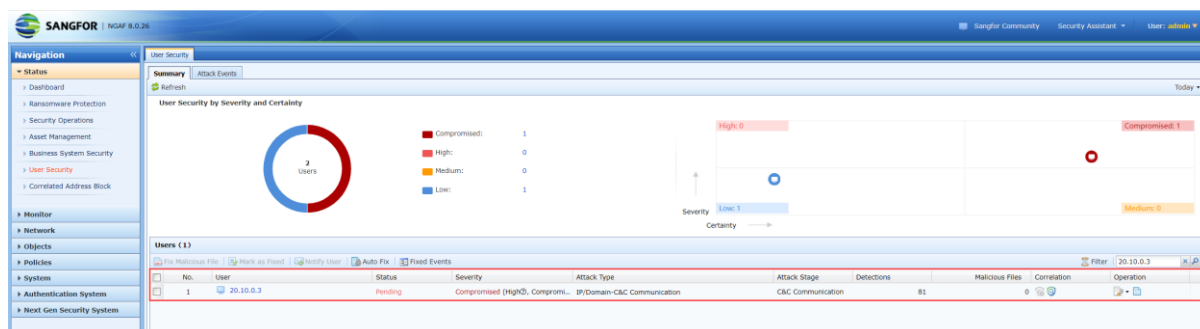 SANGFOR | NGAF 8.0.26
Sangfor Community Security Assistant User: admin
Navigation
User Security
Status
Summary Attack Events
Dashboard
Refresh Today
Ransomware Protection
User Security by Severity and Certainty
Security Operations
Asset Management
Business System Security
User Security
Correlated Address Block
Monitor
Network
Objects
Policies
System
Authentication System
Next Gen Security System
2
Users
Compromised: 1
High: 0
Medium: 0
Low: 1
High: 0 Compromised: 1
Low: 1 Medium: 0
Severity
Certainty
Users (1)
Fix Malicious File Mark as Fixed Notify User Auto Fix Fixed Events Filter 20.10.0.3
No. User Status Severity Attack Type Attack Stage Detections Malicious Files Correlation Operation
1 20.10.0.3 Pending Compromised (High, Compromi... IP/Domain-C&C Communication C&C Communication 81 0